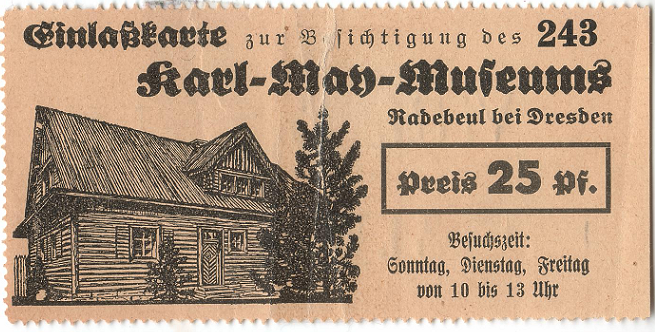 Einlaßkarte zur Besichtigung des 243
Karl-May-Museums
Radebeul bei Dresden
Preis 25 Pf.
Besuchszeit:
Sonntag, Dienstag, Freitag
von 10 bis 13 Uhr